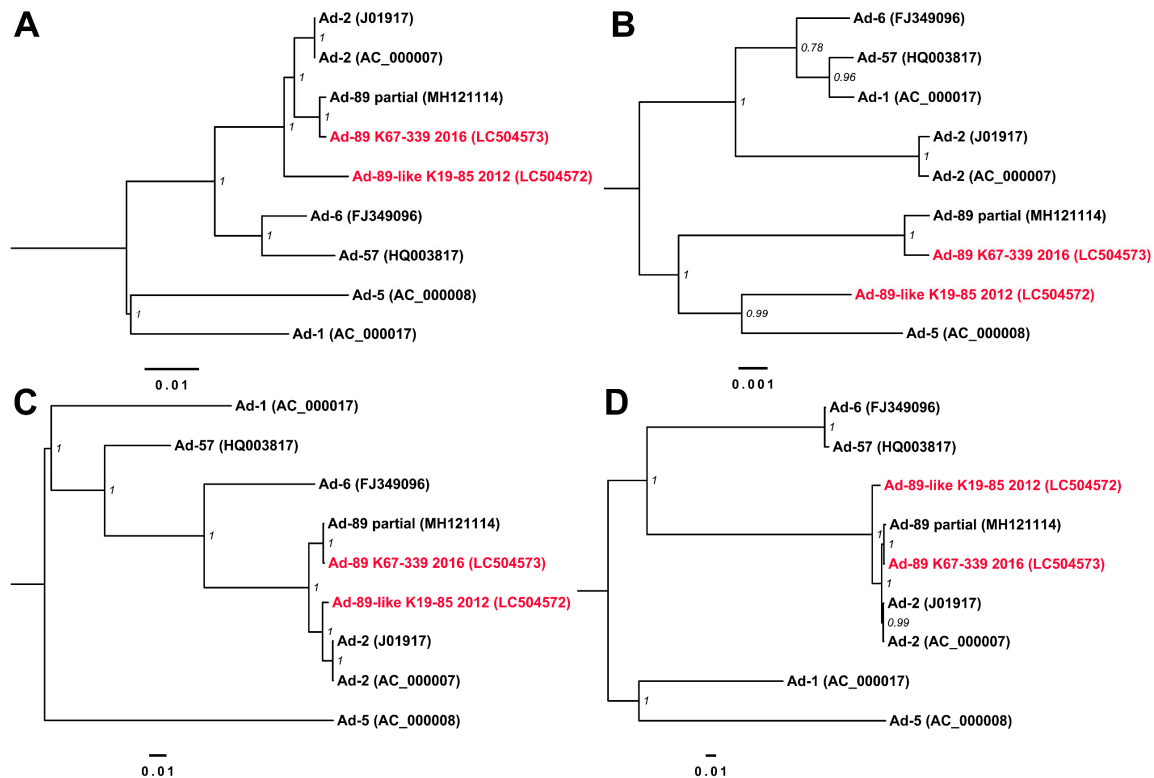 A
Ad-2 (J01917)
1
Ad-2 (AC_000007)
1
Ad-89 partial (MH121114)
1
Ad-89 K67-339 2016 (LC504573)
1
Ad-89-like K19-85 2012 (LC504572)
1
Ad-6 (FJ349096)
1
Ad-57 (HQ003817)
Ad-5 (AC_000008)
1
Ad-1 (AC_000017)
0.01
B
Ad-6 (FJ349096)
0.78
Ad-57 (HQ003817)
0.96
Ad-1 (AC_000017)
1
Ad-2 (J01917)
1
Ad-2 (AC_000007)
Ad-89 partial (MH121114)
1
Ad-89 K67-339 2016 (LC504573)
1
Ad-89-like K19-85 2012 (LC504572)
0.99
Ad-5 (AC_000008)
0.001
C
Ad-1 (AC_000017)
1
Ad-57 (HQ003817)
1
Ad-6 (FJ349096)
1
Ad-89 partial (MH121114)
1
Ad-89 K67-339 2016 (LC504573)
1
Ad-89-like K19-85 2012 (LC504572)
1
Ad-2 (J01917)
1
Ad-2 (AC_000007)
Ad-5 (AC_000008)
0.01
D
Ad-6 (FJ349096)
1
Ad-57 (HQ003817)
1
Ad-89-like K19-85 2012 (LC504572)
1
Ad-89 partial (MH121114)
1
Ad-89 K67-339 2016 (LC504573)
1
Ad-2 (J01917)
0.99
Ad-2 (AC_000007)
Ad-1 (AC_000017)
1
Ad-5 (AC_000008)
0.01